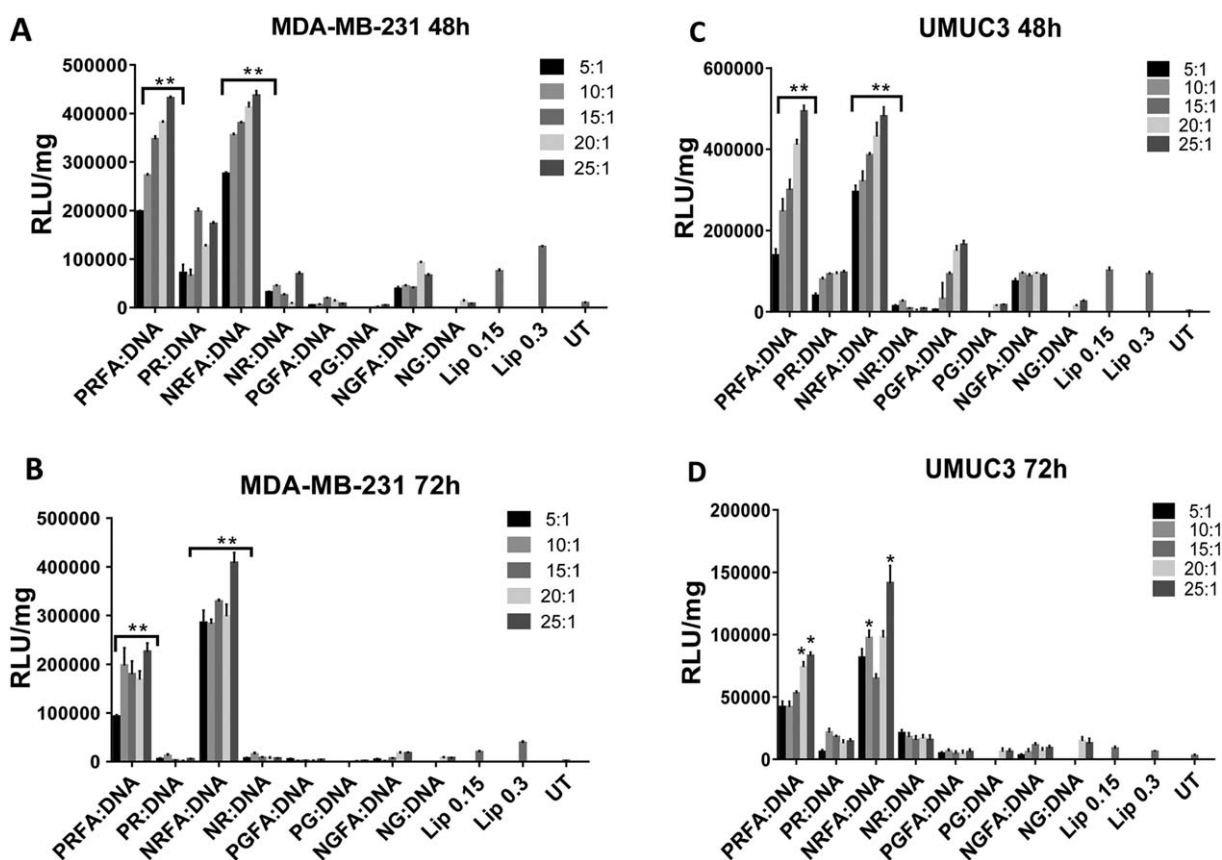 A
MDA-MB-231 48h
RLU/mg
500000
400000
300000
200000
100000
0
**
**
5:1
10:1
15:1
20:1
25:1
PRFA:DNA
PR:DNA
NRFA:DNA
NR:DNA
PGFA:DNA
PG:DNA
NGFA:DNA
NG:DNA
Lip 0.15
Lip 0.3
UT
C
UMUC3 48h
RLU/mg
600000
400000
200000
0
**
**
5:1
10:1
15:1
20:1
25:1
PRFA:DNA
PR:DNA
NRFA:DNA
NR:DNA
PGFA:DNA
PG:DNA
NGFA:DNA
NG:DNA
Lip 0.15
Lip 0.3
UT
B
MDA-MB-231 72h
RLU/mg
500000
400000
300000
200000
100000
0
**
**
5:1
10:1
15:1
20:1
25:1
PRFA:DNA
PR:DNA
NRFA:DNA
NR:DNA
PGFA:DNA
PG:DNA
NGFA:DNA
NG:DNA
Lip 0.15
Lip 0.3
UT
D
UMUC3 72h
RLU/mg
200000
150000
100000
50000
0
*
*
*
*
5:1
10:1
15:1
20:1
25:1
PRFA:DNA
PR:DNA
NRFA:DNA
NR:DNA
PGFA:DNA
PG:DNA
NGFA:DNA
NG:DNA
Lip 0.15
Lip 0.3
UT